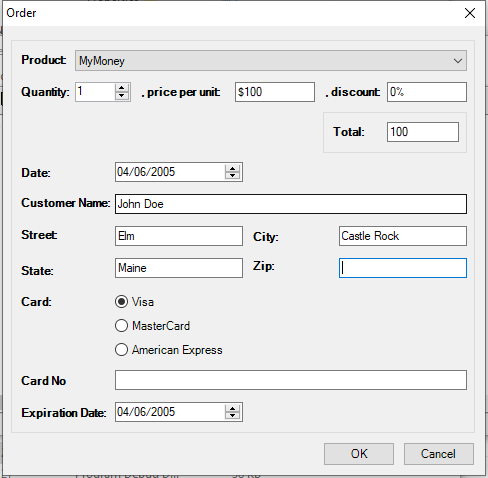 Order
Product: MyMoney
Quantity: 1 , price per unit: $100 , discount: 0%
Total: 100
Date: 04/06/2005
Customer Name: John Doe
Street: Elm City: Castle Rock
State: Maine Zip:
Card: Visa
MasterCard
American Express
Card No
Expiration Date: 04/06/2005
OK Cancel